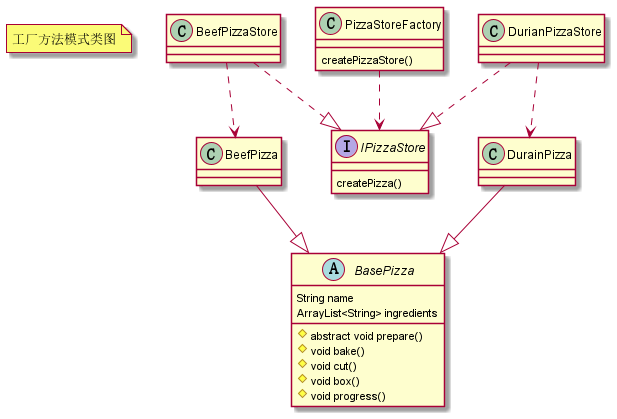 工厂方法模式类图
C BeefPizzaStore
C PizzaStoreFactory
createPizzaStore()
C DurianPizzaStore
C BeefPizza
I IPizzaStore
createPizza()
C DurainPizza
A BasePizza
String name
ArrayList<String> ingredients
abstract void prepare()
void bake()
void cut()
void box()
void progress()